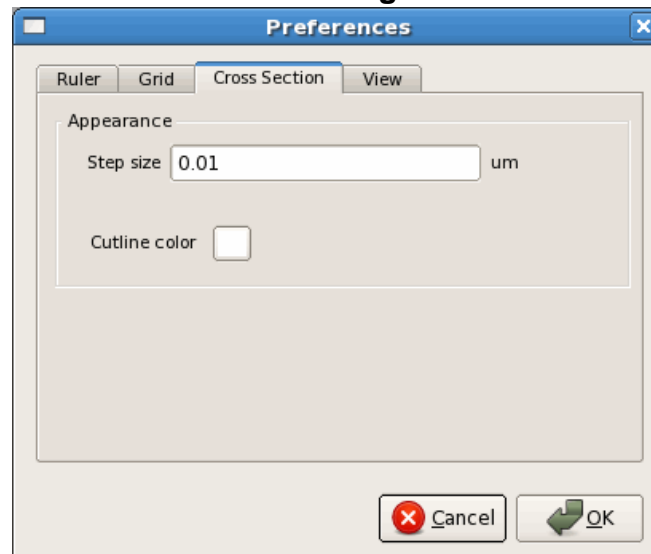 Preferences
Ruler Grid Cross Section View
Appearance
Step size 0.01 um
Cutline color
Cancel OK